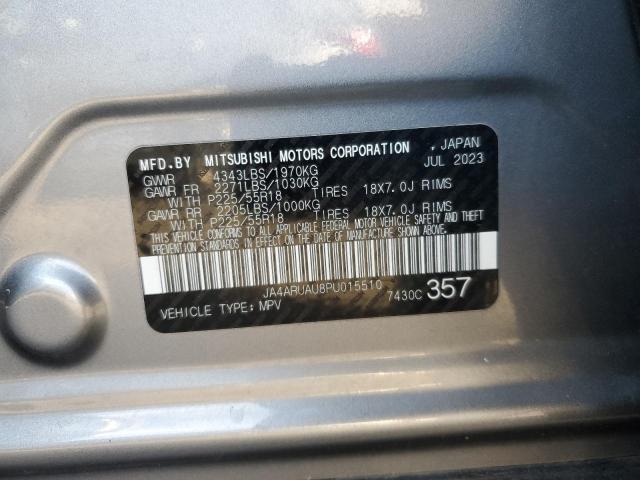 MFD.BY MITSUBISHI MOTORS CORPORATION , JAPAN
GVWR 4343LBS/1970KG JUL 2023
GAWR FR 2271LBS/1030KG
WITH P225/55R18 TIRES 18X7.0J RIMS
GAWR RR 2205LBS/1000KG
WITH P225/55R18 TIRES 18X7.0J RIMS
THIS VEHICLE CONFORMS TO ALL APPLICABLE FEDERAL MOTOR VEHICLE SAFETY AND THEFT
PREVENTION STANDARDS IN EFFECT ON THE DATE OF MANUFACTURE SHOWN ABOVE.
JA4ARUAU8PU015510
VEHICLE TYPE: MPV 7430C 357